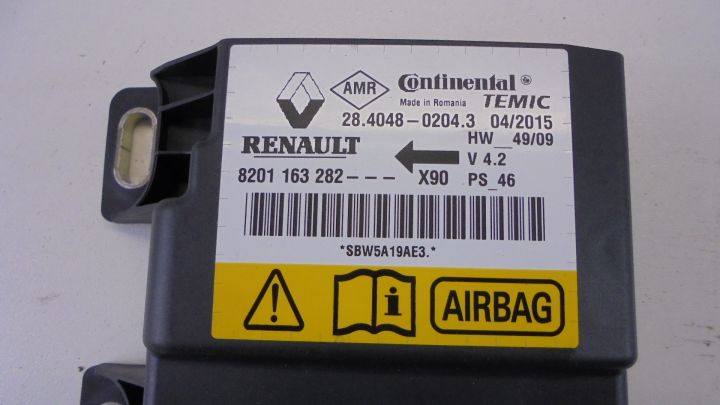 AMR Continental
Made in Romania TEMIC
28.4048-0204.3 04/2015
HW__49/09
RENAULT V 4.2
8201 163 282--- X90 PS_46
*SBW5A19AE3.*
i AIRBAG